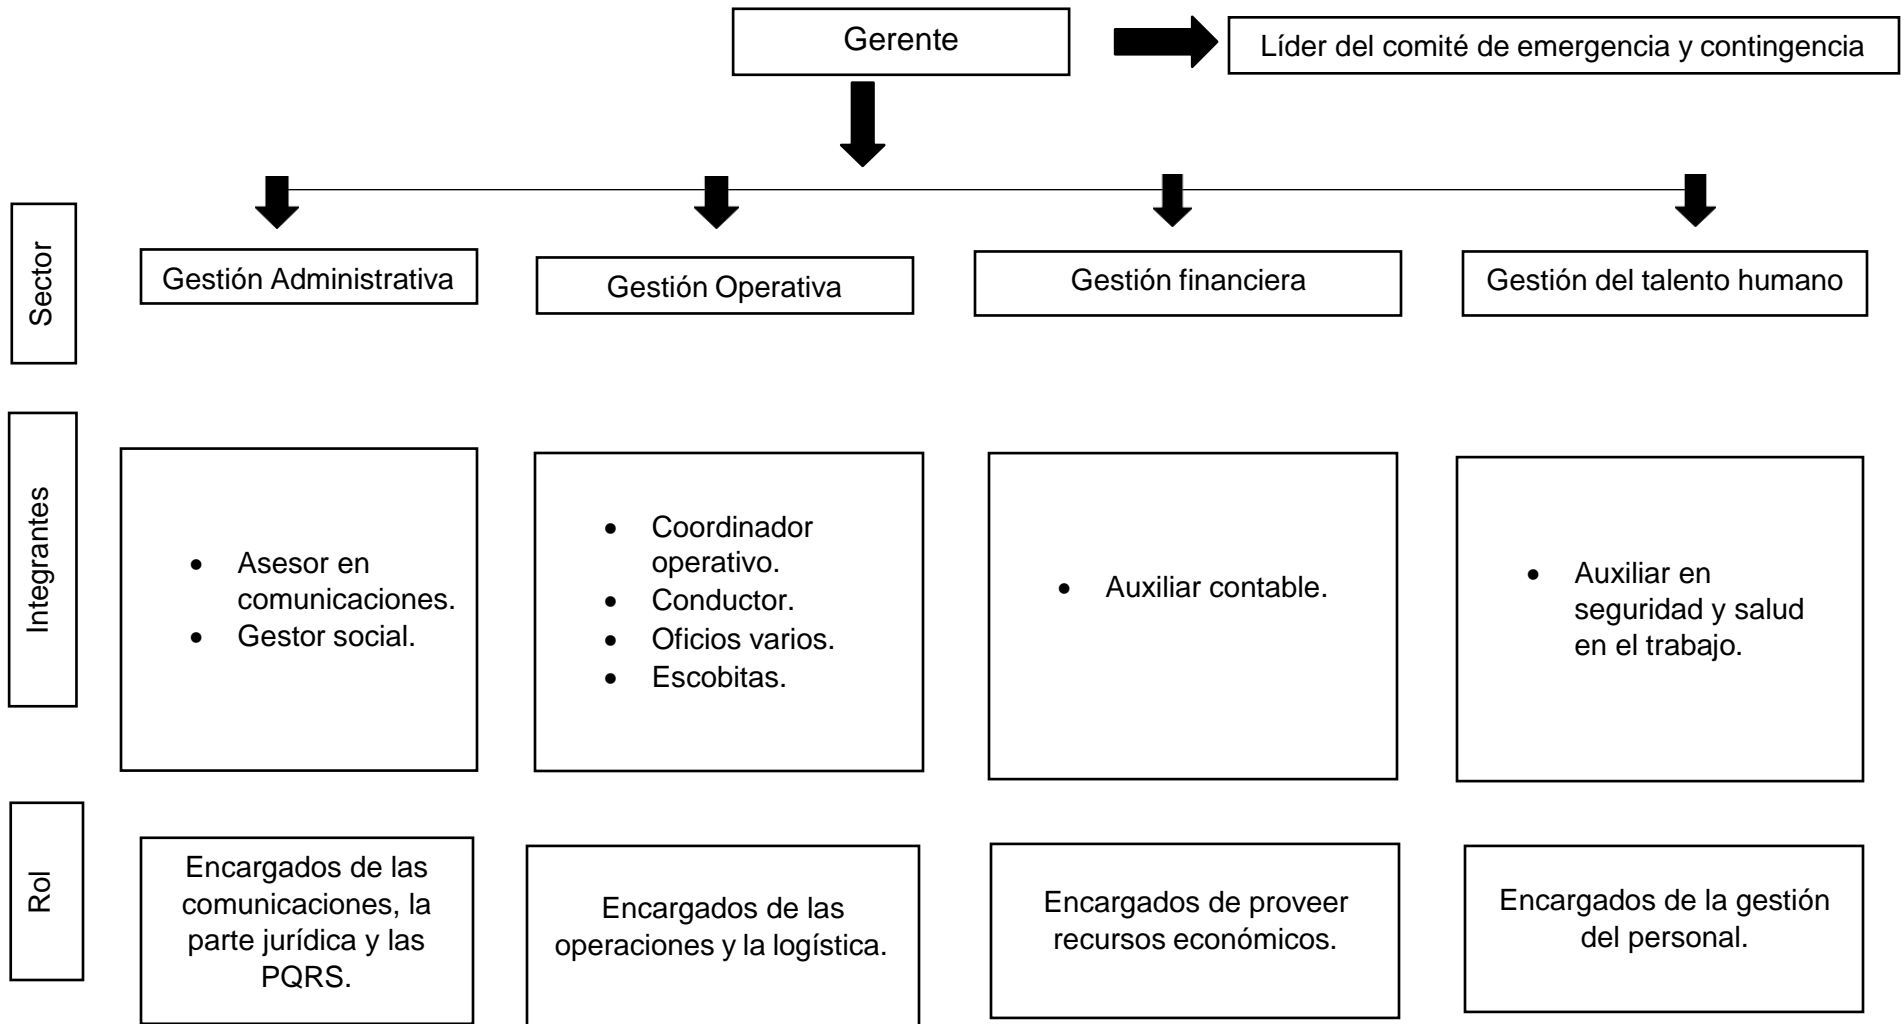 Gerente
Líder del comité de emergencia y contingencia
Sector
Gestión Administrativa
Gestión Operativa
Gestión financiera
Gestión del talento humano
Integrantes
• Asesor en
comunicaciones.
• Gestor social.
• Coordinador
operativo.
• Conductor.
• Oficios varios.
• Escobitas.
• Auxiliar contable.
• Auxiliar en
seguridad y salud
en el trabajo.
Rol
Encargados de las
comunicaciones, la
parte jurídica y las
PQRS.
Encargados de las
operaciones y la logística.
Encargados de proveer
recursos económicos.
Encargados de la gestión
del personal.